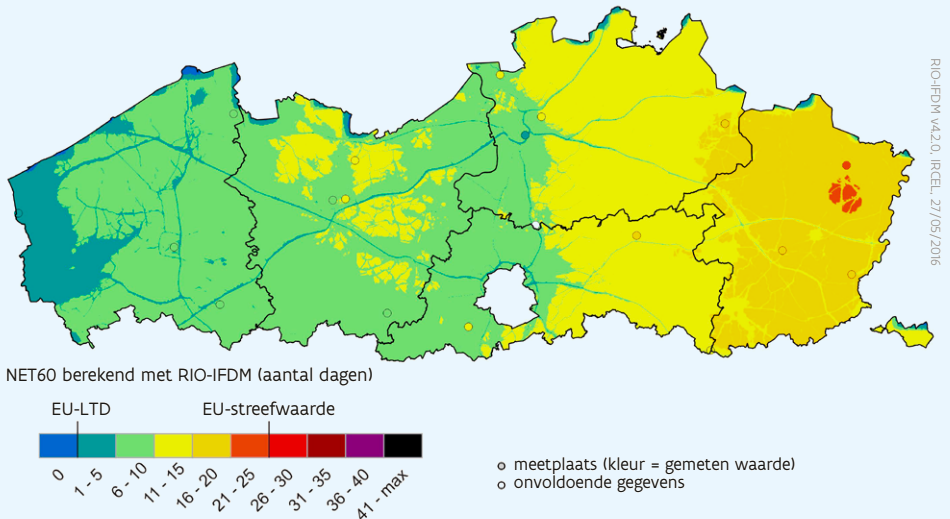 RIO-IFDM v4.2.0. IRCEL, 27/05/2016
NET60 berekend met RIO-IFDM (aantal dagen)
EU-LTD EU-streefwaarde
0 1 - 5 6 - 10 11 - 15 16 - 20 21 - 25 26 - 30 31 - 35 36 - 40 41 - max
meetplaats (kleur = gemeten waarde)
onvoldoende gegevens